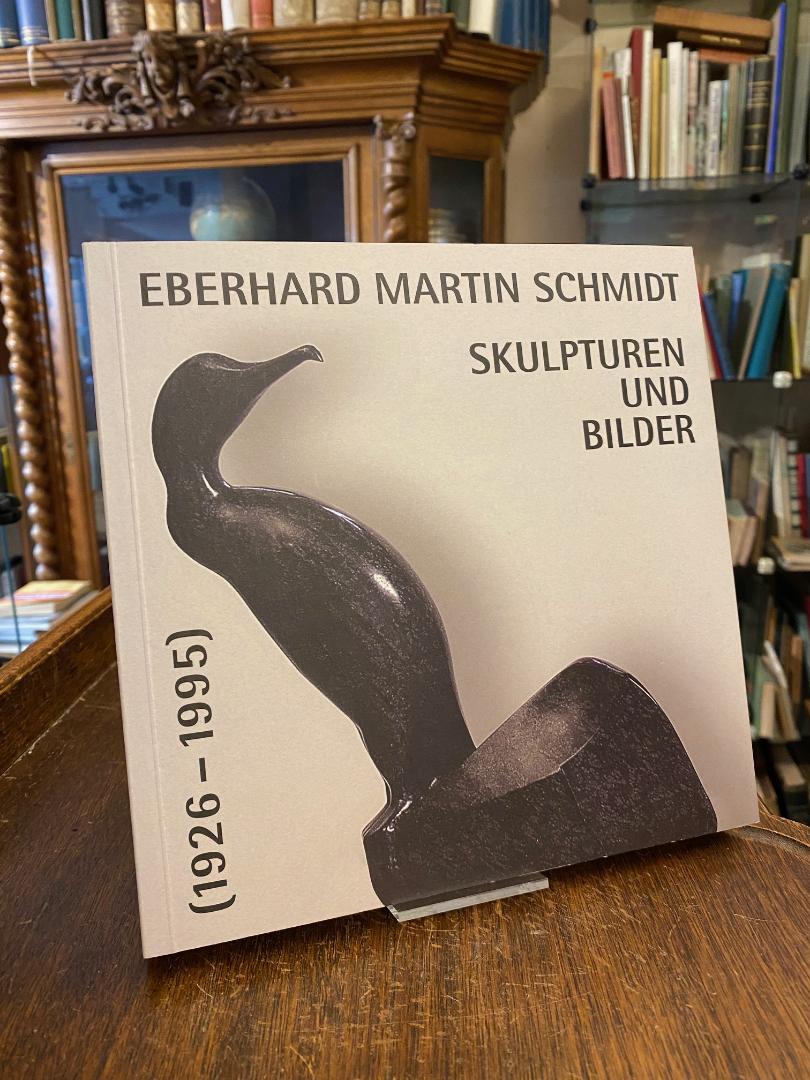 EBERHARD MARTIN SCHMIDT
SKULPTUREN
UND
BILDER
(1926 – 1995)